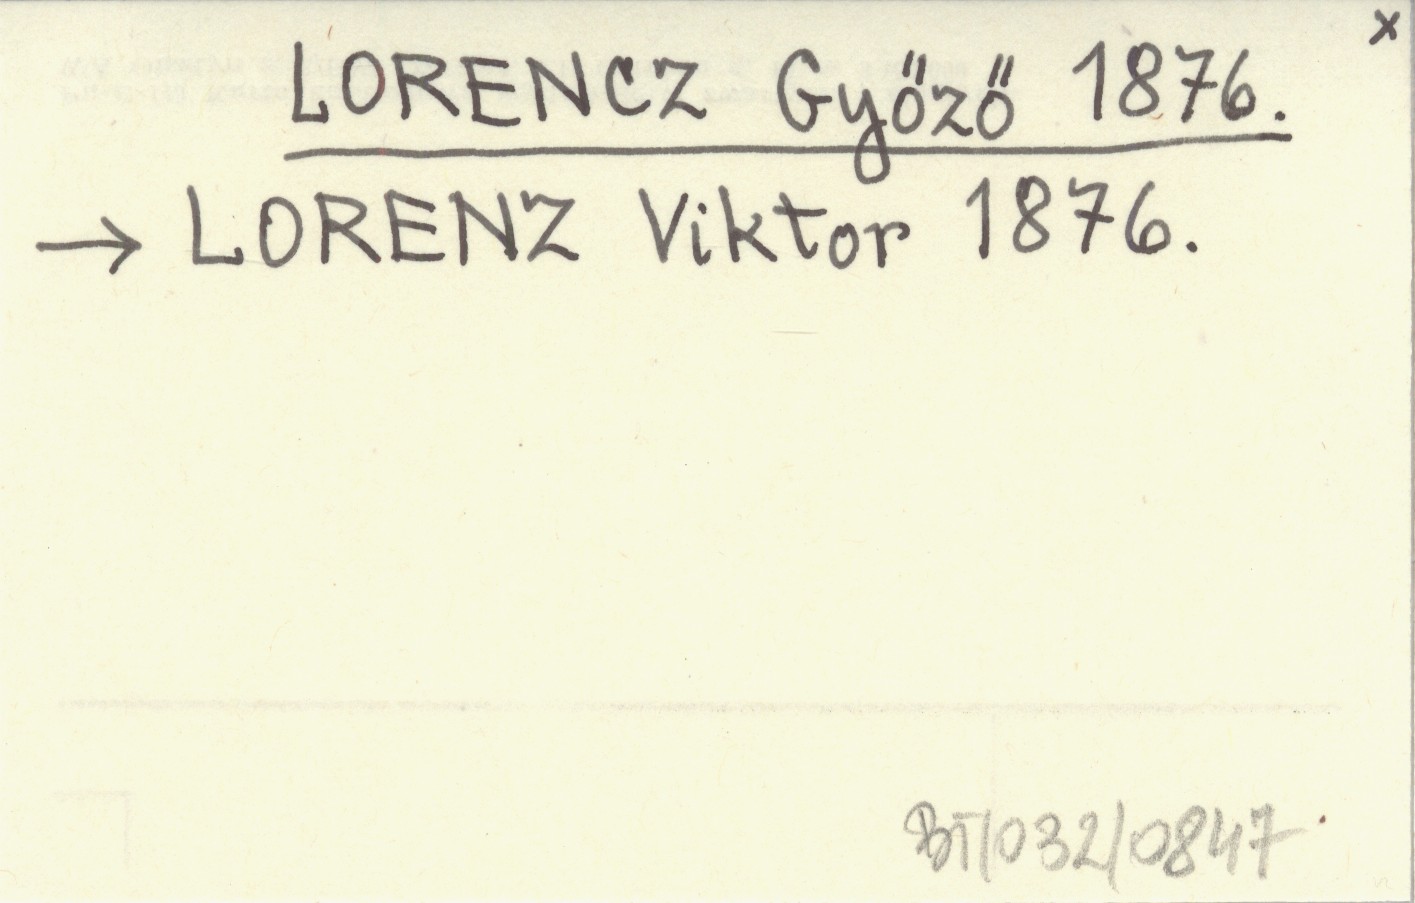 x
LORENCZ Győző 1876.
→ LORENZ Viktor 1876.
BT/032/0847